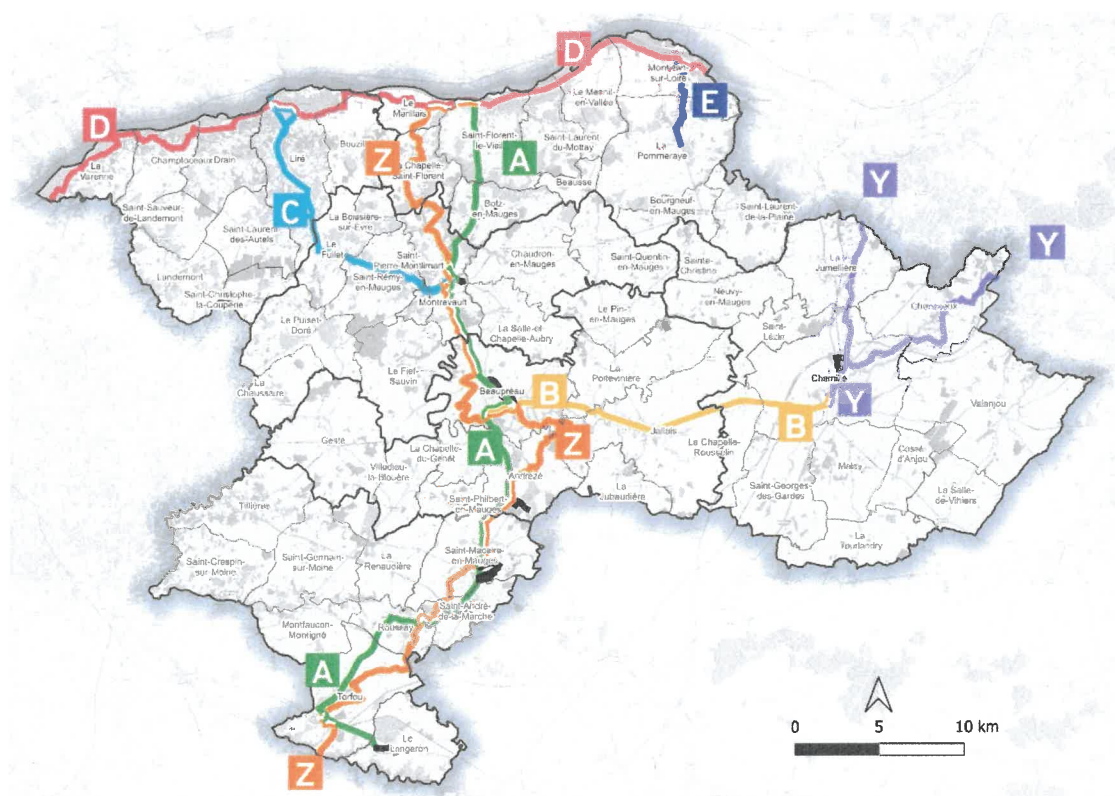 D
Montjean-
sur-Loire
D
Le Marillais
Le Mesnil-
en-Vallée
E
La
Varenne
Champtoceaux
Drain
Liré
Bouzillé
Z
La Chapelle-
Saint-Florent
Saint-Florent-
le-Vieil
A
Saint-Laurent-
du-Mottay
La
Pommeraye
Beausse
Y
Saint-Sauveur-
de-Landemont
C
Botz-
en-Mauges
Bourgneuf-
en-Mauges
Saint-Laurent-
de-la-Plaine
La Boissière-
sur-Evre
Saint-Laurent-
des-Autels
Le
Fuilet
Saint-
Pierre-Montlimart
Chaudron-
en-Mauges
Saint-Quentin-
en-Mauges
Sainte-
Christine
La
Jumellière
Y
Landemont
Saint-Rémy-
en-Mauges
Neuvy-
en-Mauges
Saint-Christophe-
la-Couperie
Montrevault
Chanzeaux
Le Puiset-
Doré
La Salle-et-
Chapelle-Aubry
Le Pin-
en-Mauges
Saint-
Lézin
La
Chaussaire
Le Fief-
Sauvin
Beaupréau
La
Poitevinière
Chemillé
B
Y
Valanjou
B
Gesté
A
Z
Jallais
La Chapelle-
Rousselin
Villedieu-
la-Blouère
La Chapelle-
du-Genêt
Andrezé
Melay
Cossé-
d'Anjou
Saint-Georges-
des-Gardes
La Salle-
de-Vihiers
Tillières
Saint-Philbert-
en-Mauges
La
Jubaudière
La
Tourlandry
Saint-Crespin-
sur-Moine
Saint-Germain-
sur-Moine
La
Renaudière
Saint-Macaire-
en-Mauges
Saint-André-
de-la-Marche
Montfaucon-
Montigné
Roussay
A
Torfou
Le
Longeron
Z
0 5 10 km